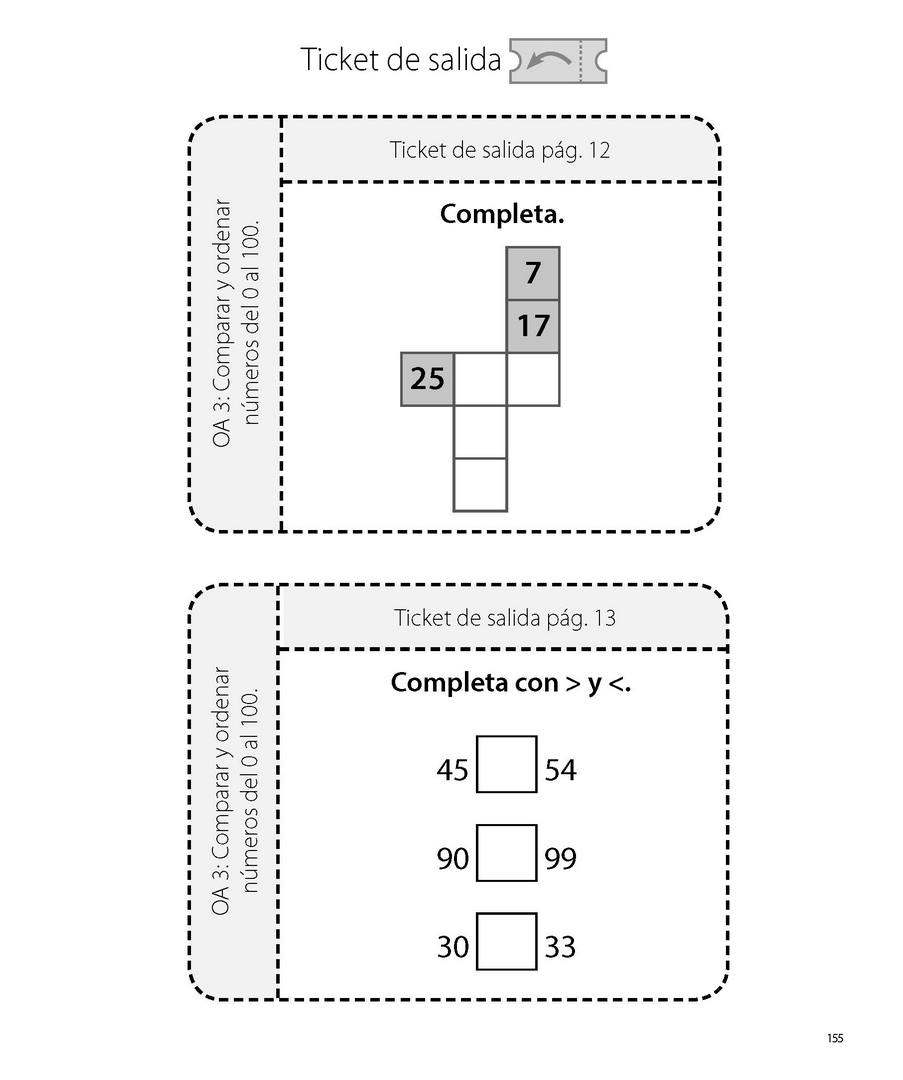 Ticket de salida
Ticket de salida pág. 12
OA 3: Comparar y ordenar
números del 0 al 100.
Completa.
7
17
25
Ticket de salida pág. 13
OA 3: Comparar y ordenar
números del 0 al 100.
Completa con > y <.
45 54
90 99
30 33
155